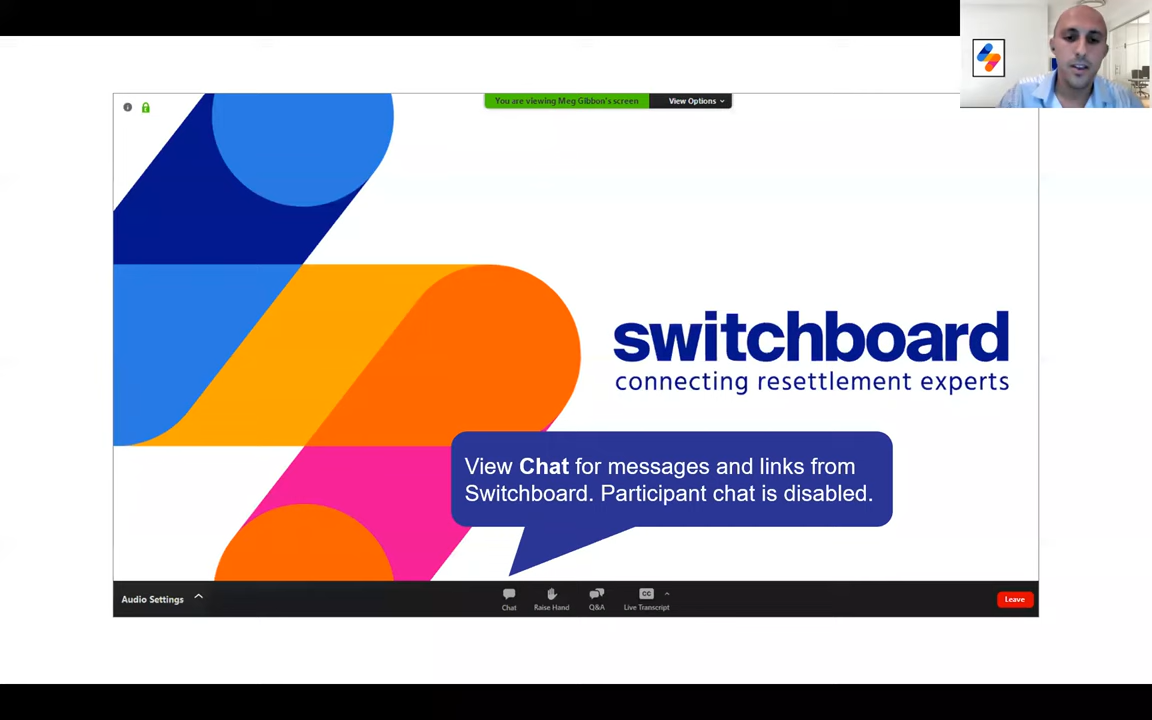 You are viewing Meg Gibbon's screen
View Options
switchboard
connecting resettlement experts
View Chat for messages and links from
Switchboard. Participant chat is disabled.
Audio Settings
Chat
Raise Hand
Q&A
CC
Live Transcript
Leave